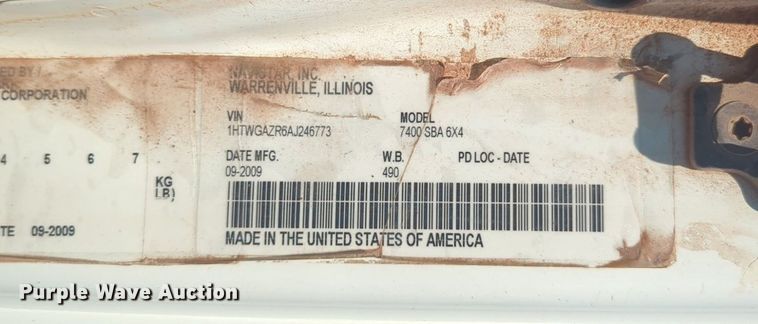 ED BY /
CORPORATION
4 5 6 7
KG
LB)
TE 09-2009
NAVISTAR, INC.
WARRENVILLE, ILLINOIS
VIN MODEL
1HTWGAZR6AJ246773 7400 SBA 6X4
DATE MFG. W.B. PD LOC - DATE
09-2009 490
MADE IN THE UNITED STATES OF AMERICA
Purple Wave Auction